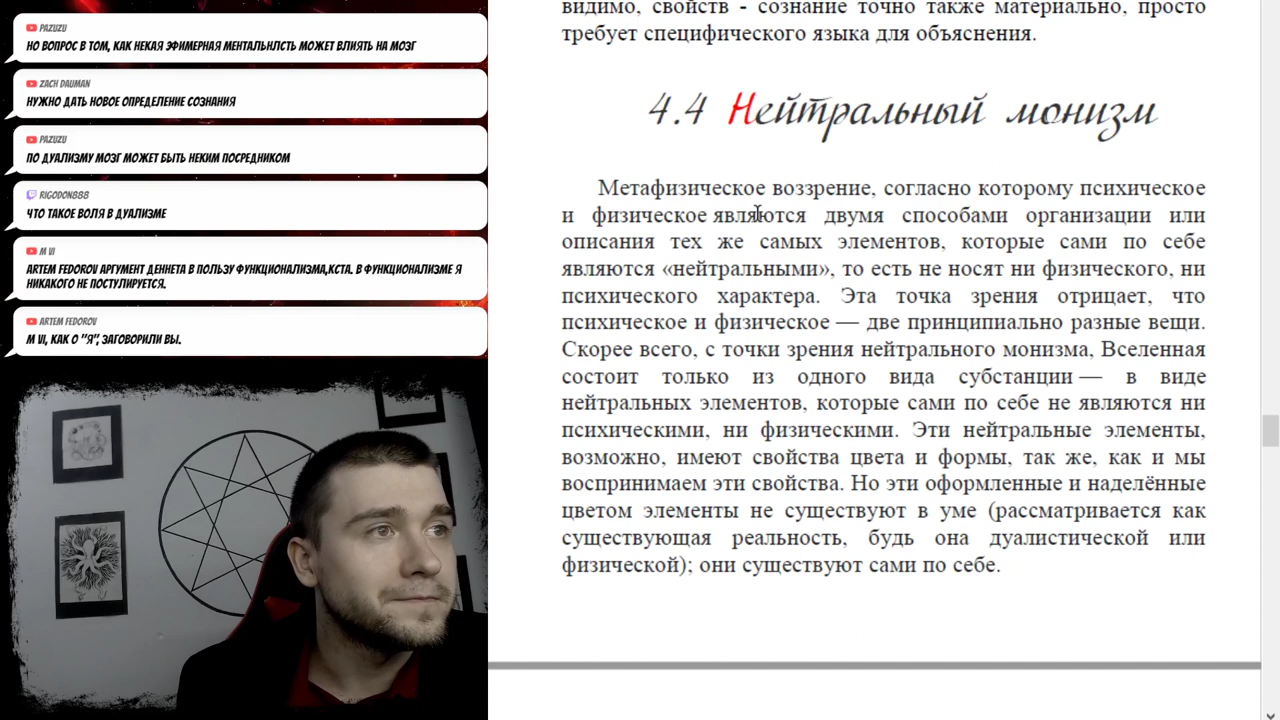 PAZUZU
НО ВОПРОС В ТОМ, КАК НЕКАЯ ЭФИМЕРНАЯ МЕНТАЛЬНЛСТЬ МОЖЕТ ВЛИЯТЬ НА МОЗГ
ZACH DAUMAN
НУЖНО ДАТЬ НОВОЕ ОПРЕДЕЛЕНИЕ СОЗНАНИЯ
PAZUZU
ПО ДУАЛИЗМУ МОЗГ МОЖЕТ БЫТЬ НЕКИМ ПОСРЕДНИКОМ
RIGODON888
ЧТО ТАКОЕ ВОЛЯ В ДУАЛИЗМЕ
M VI
ARTEM FEDOROV АРГУМЕНТ ДЕННЕТА В ПОЛЬЗУ ФУНКЦИОНАЛИЗМА,КСТА. В ФУНКЦИОНАЛИЗМЕ Я
НИКАКОГО НЕ ПОСТУЛИРУЕТСЯ.
ARTEM FEDOROV
M VI, КАК О "Я", ЗАГОВОРИЛИ ВЫ.
видимо, свойств - сознание точно также материально, просто
требует специфического языка для объяснения.
4.4 Нейтральный монизм
Метафизическое воззрение, согласно которому психическое
и физическое являются двумя способами организации или
описания тех же самых элементов, которые сами по себе
являются «нейтральными», то есть не носят ни физического, ни
психического характера. Эта точка зрения отрицает, что
психическое и физическое — две принципиально разные вещи.
Скорее всего, с точки зрения нейтрального монизма, Вселенная
состоит только из одного вида субстанции — в виде
нейтральных элементов, которые сами по себе не являются ни
психическими, ни физическими. Эти нейтральные элементы,
возможно, имеют свойства цвета и формы, так же, как и мы
воспринимаем эти свойства. Но эти оформленные и наделённые
цветом элементы не существуют в уме (рассматривается как
существующая реальность, будь она дуалистической или
физической); они существуют сами по себе.